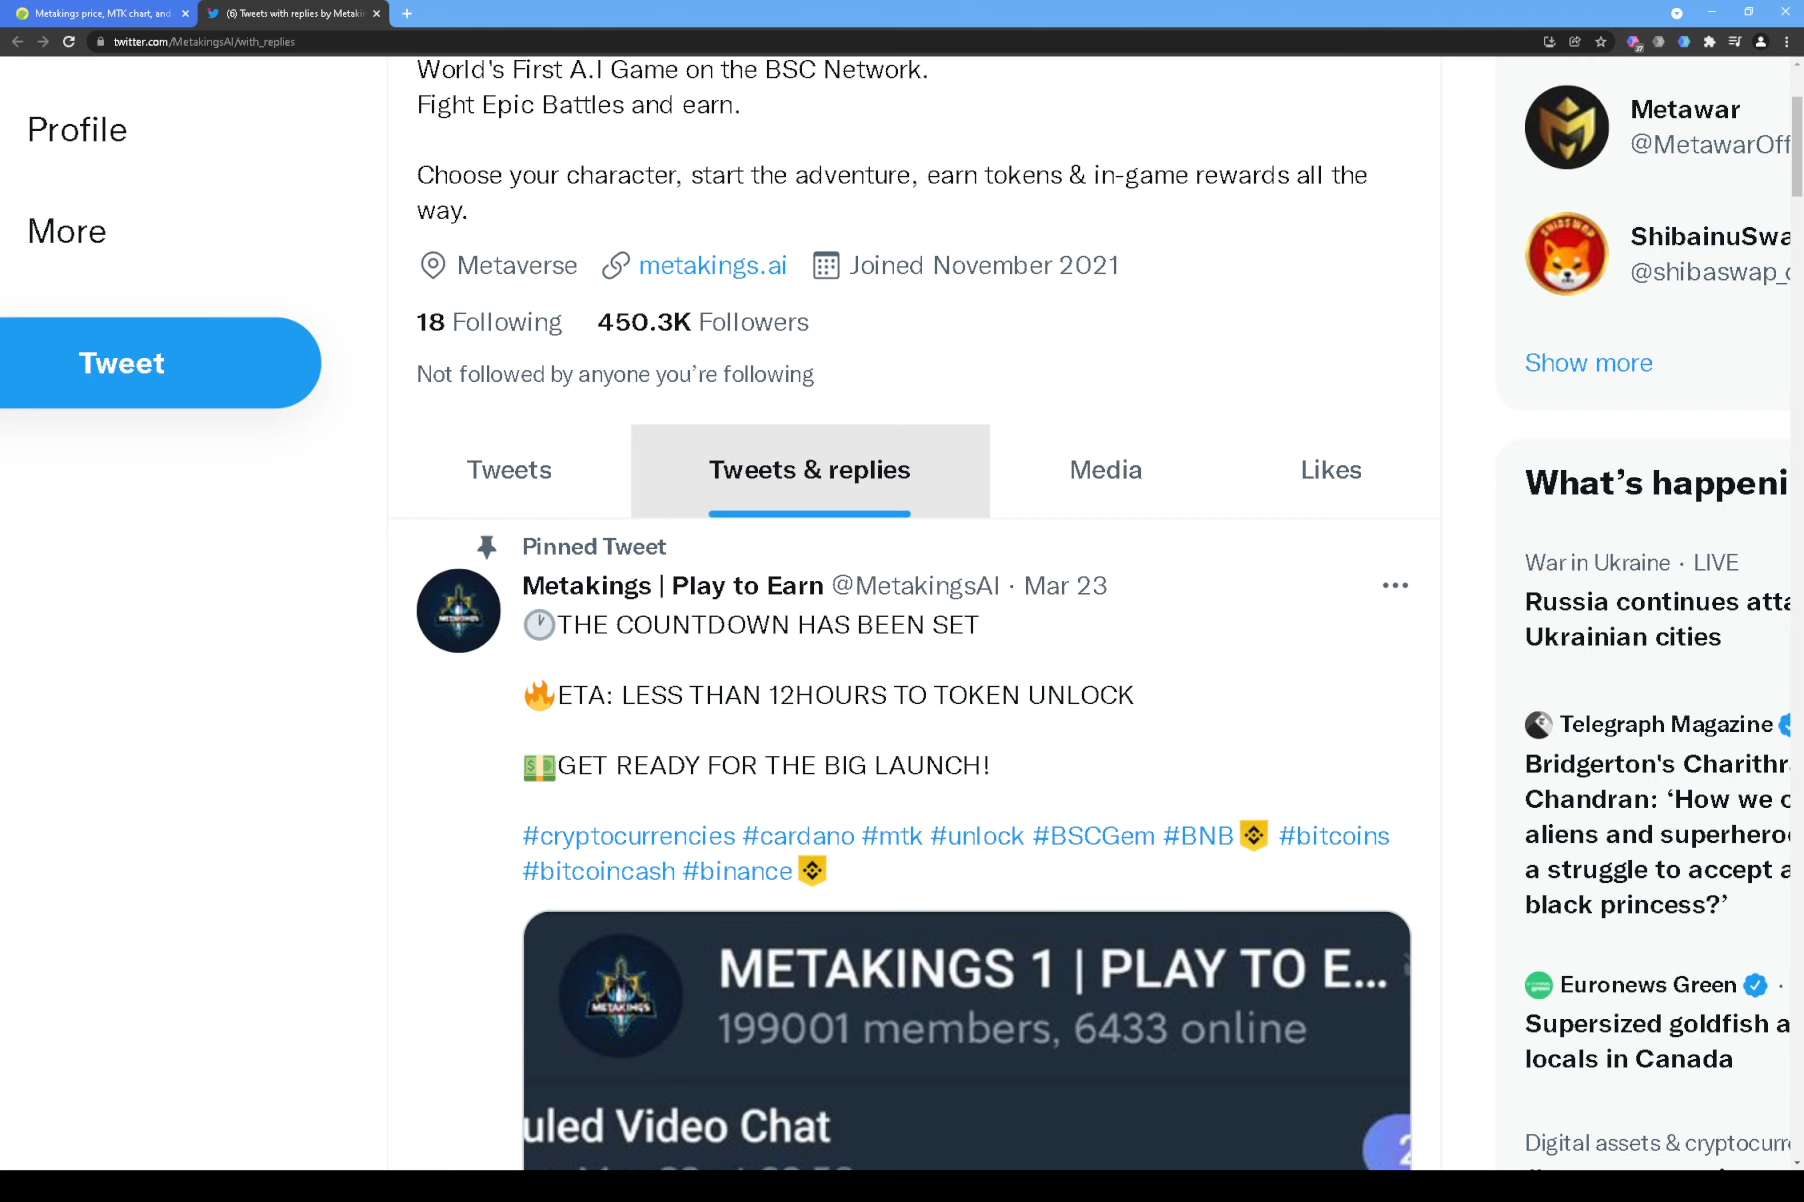 Metakings price, MTK chart, and
(6) Tweets with replies by Metakin
twitter.com/MetakingsAI/with_replies
37
Profile
More
Tweet
World's First A.I Game on the BSC Network.
Fight Epic Battles and earn.
Choose your character, start the adventure, earn tokens & in-game rewards all the
way.
Metaverse metakings.ai Joined November 2021
18 Following 450.3K Followers
Not followed by anyone you’re following
Tweets Tweets & replies Media Likes
Pinned Tweet
Metakings | Play to Earn @MetakingsAI · Mar 23
THE COUNTDOWN HAS BEEN SET
ETA: LESS THAN 12HOURS TO TOKEN UNLOCK
GET READY FOR THE BIG LAUNCH!
#cryptocurrencies #cardano #mtk #unlock #BSCGem #BNB #bitcoins
#bitcoincash #binance
METAKINGS
METAKINGS 1 | PLAY TO E...
199001 members, 6433 online
uled Video Chat
2
Metawar
@MetawarOff
SHIBSWAP
ShibainuSwa
@shibaswap_
Show more
What’s happeni
War in Ukraine · LIVE
Russia continues atta
Ukrainian cities
Telegraph Magazine
Bridgerton's Charithr
Chandran: ‘How we c
aliens and superhero
a struggle to accept a
black princess?’
Euronews Green ·
Supersized goldfish a
locals in Canada
Digital assets & cryptocurr